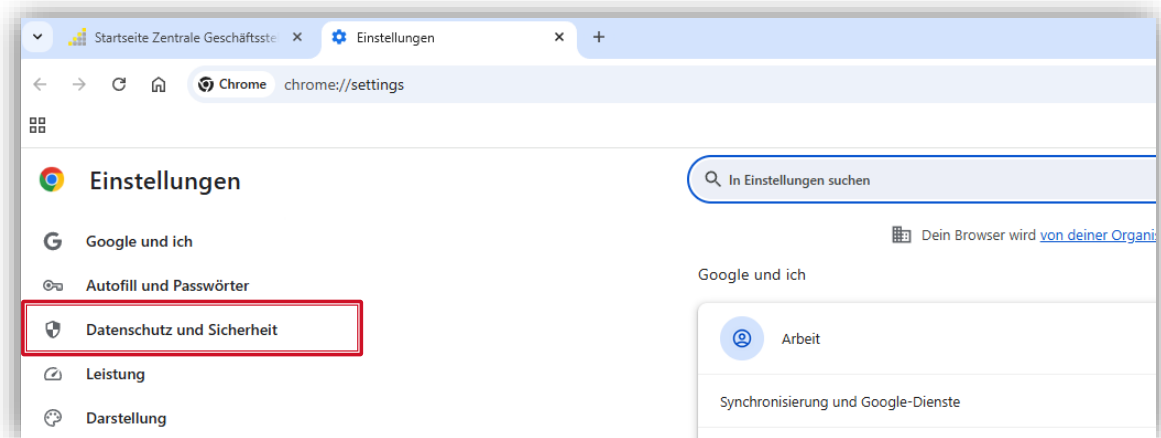 Startseite Zentrale Geschäftsste
Einstellungen
Chrome chrome://settings
Einstellungen
In Einstellungen suchen
Google und ich
Dein Browser wird von deiner Organi
Autofill und Passwörter
Google und ich
Datenschutz und Sicherheit
Arbeit
Leistung
Synchronisierung und Google-Dienste
Darstellung